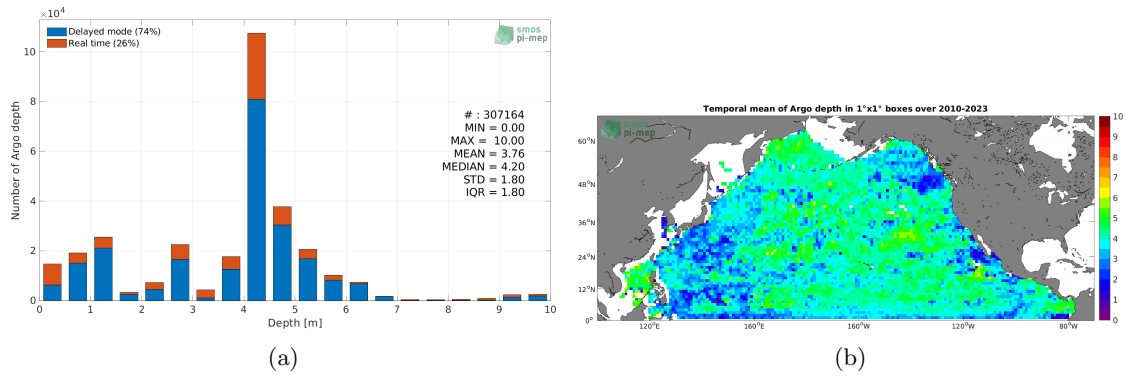 ×10⁴
Delayed mode (74%)
Real time (26%)
smos
pi-mep
# : 307164
MIN = 0.00
MAX = 10.00
MEAN = 3.76
MEDIAN = 4.20
STD = 1.80
IQR = 1.80
Number of Argo depth
10
8
6
4
2
0
0 1 2 3 4 5 6 7 8 9 10
Depth [m]
(a)
Temporal mean of Argo depth in 1°x1° boxes over 2010-2023
smos
pi-mep
60°N
48°N
36°N
24°N
12°N
0°
120°E 160°E 160°W 120°W 80°W
10
9
8
7
6
5
4
3
2
1
0
(b)